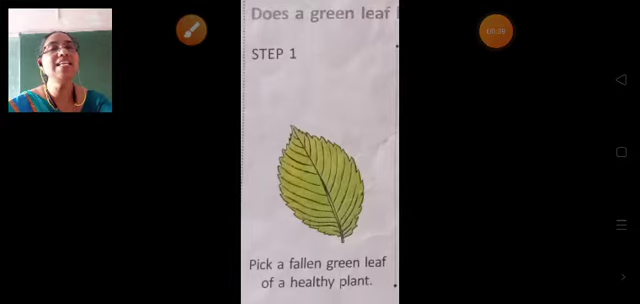 Does a green leaf
STEP 1
Pick a fallen green leaf
of a healthy plant.